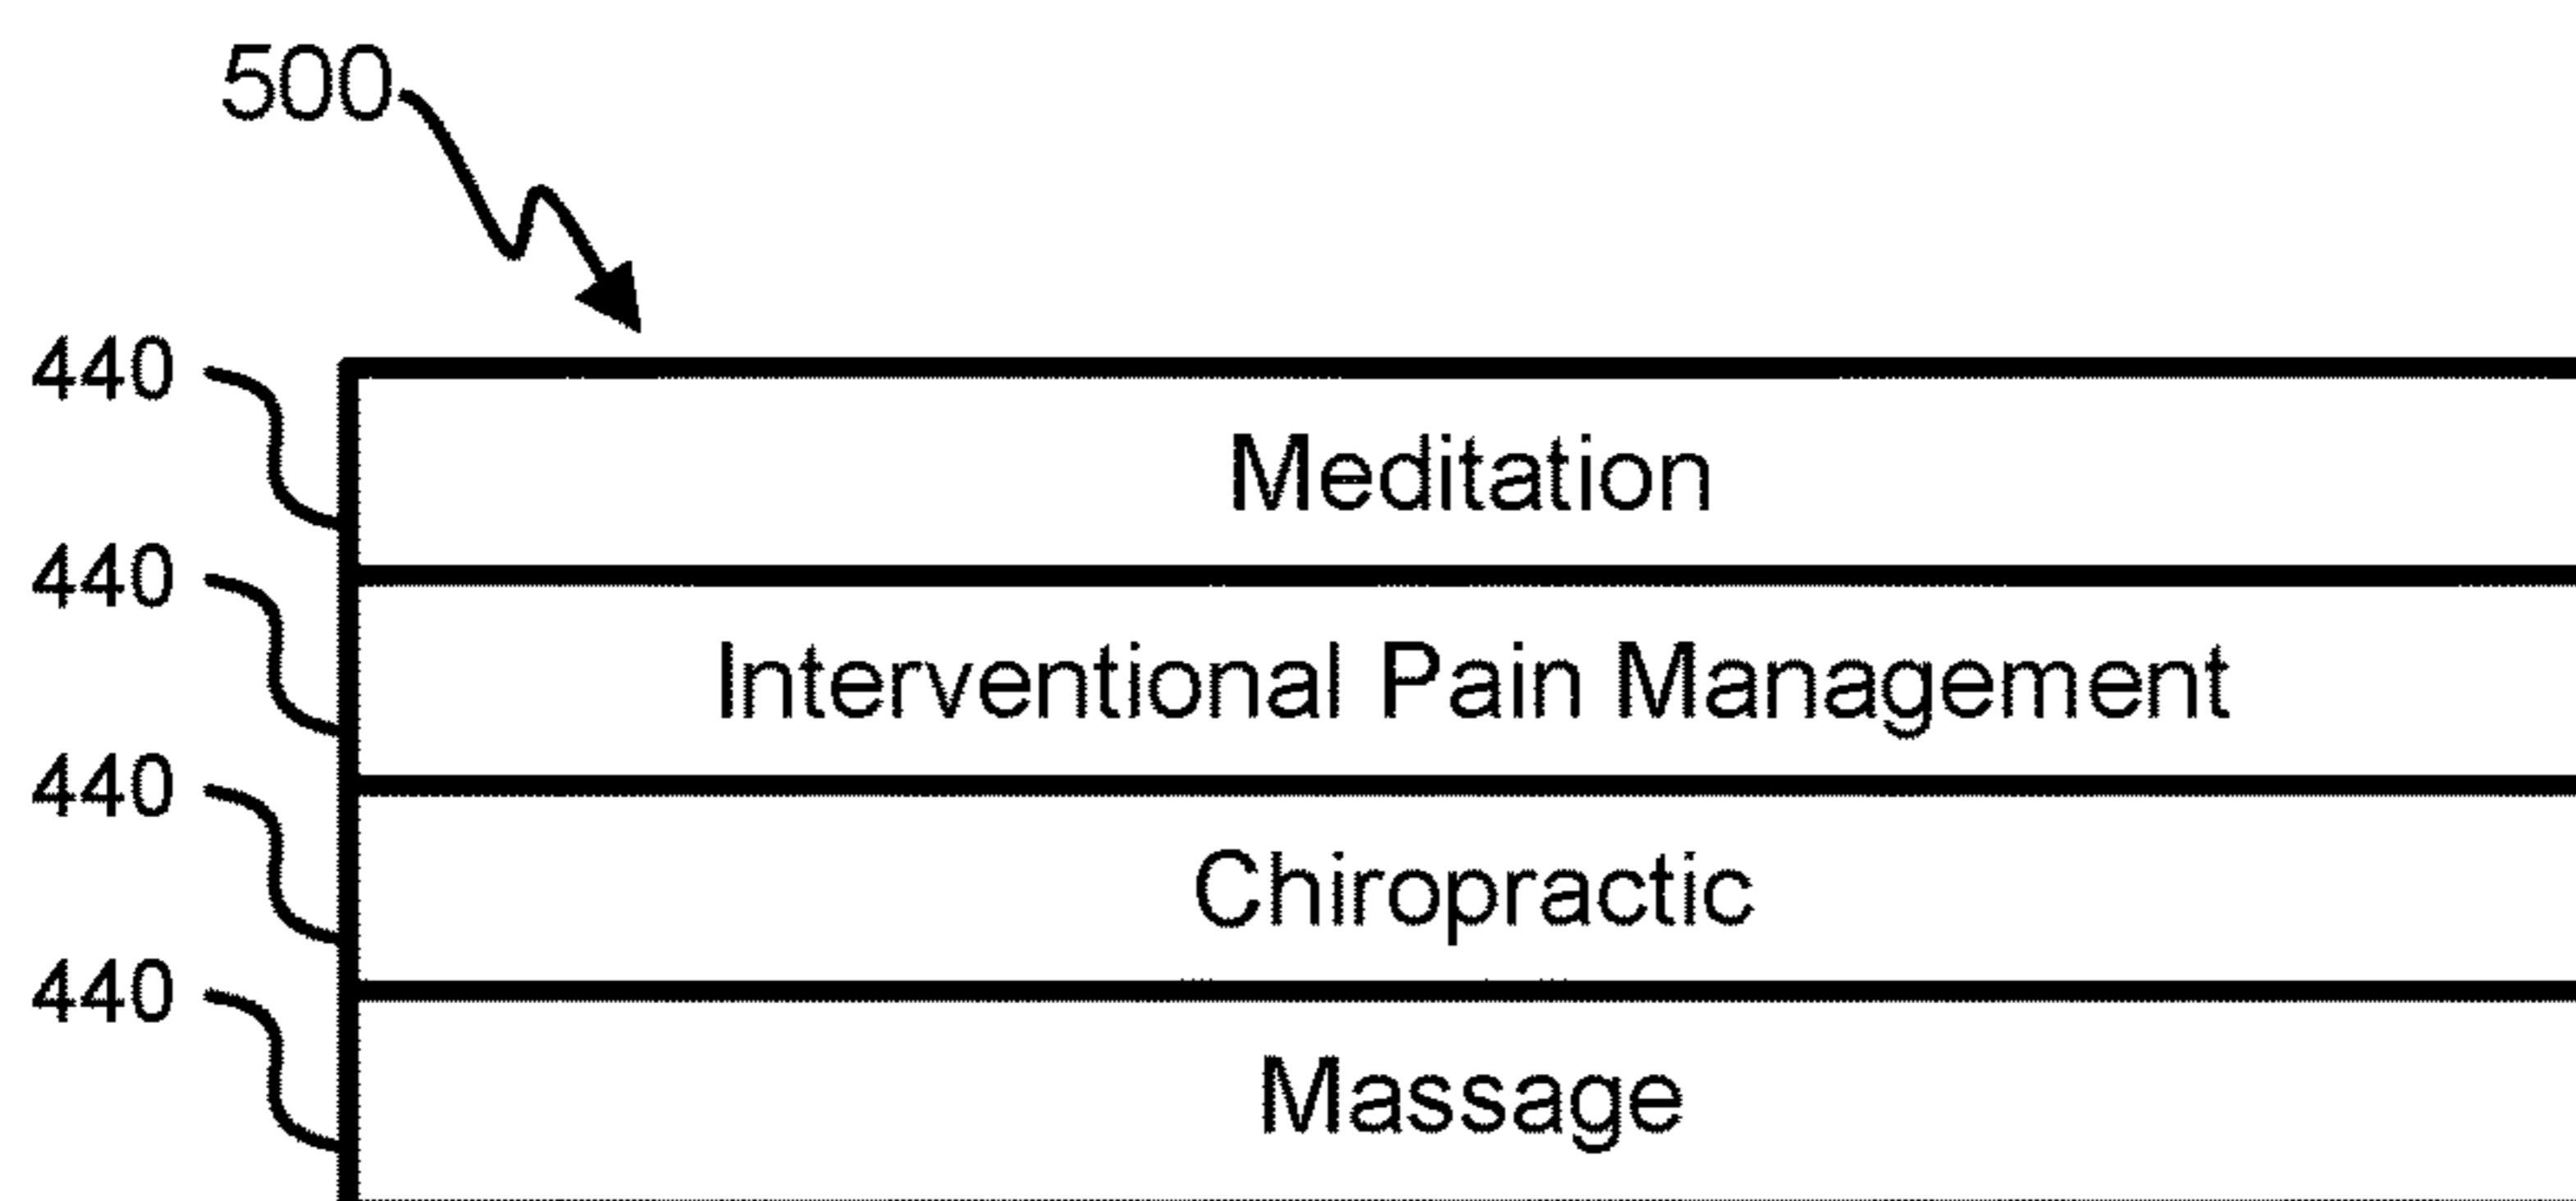 500
440
Meditation
440
Interventional Pain Management
440
Chiropractic
440
Massage